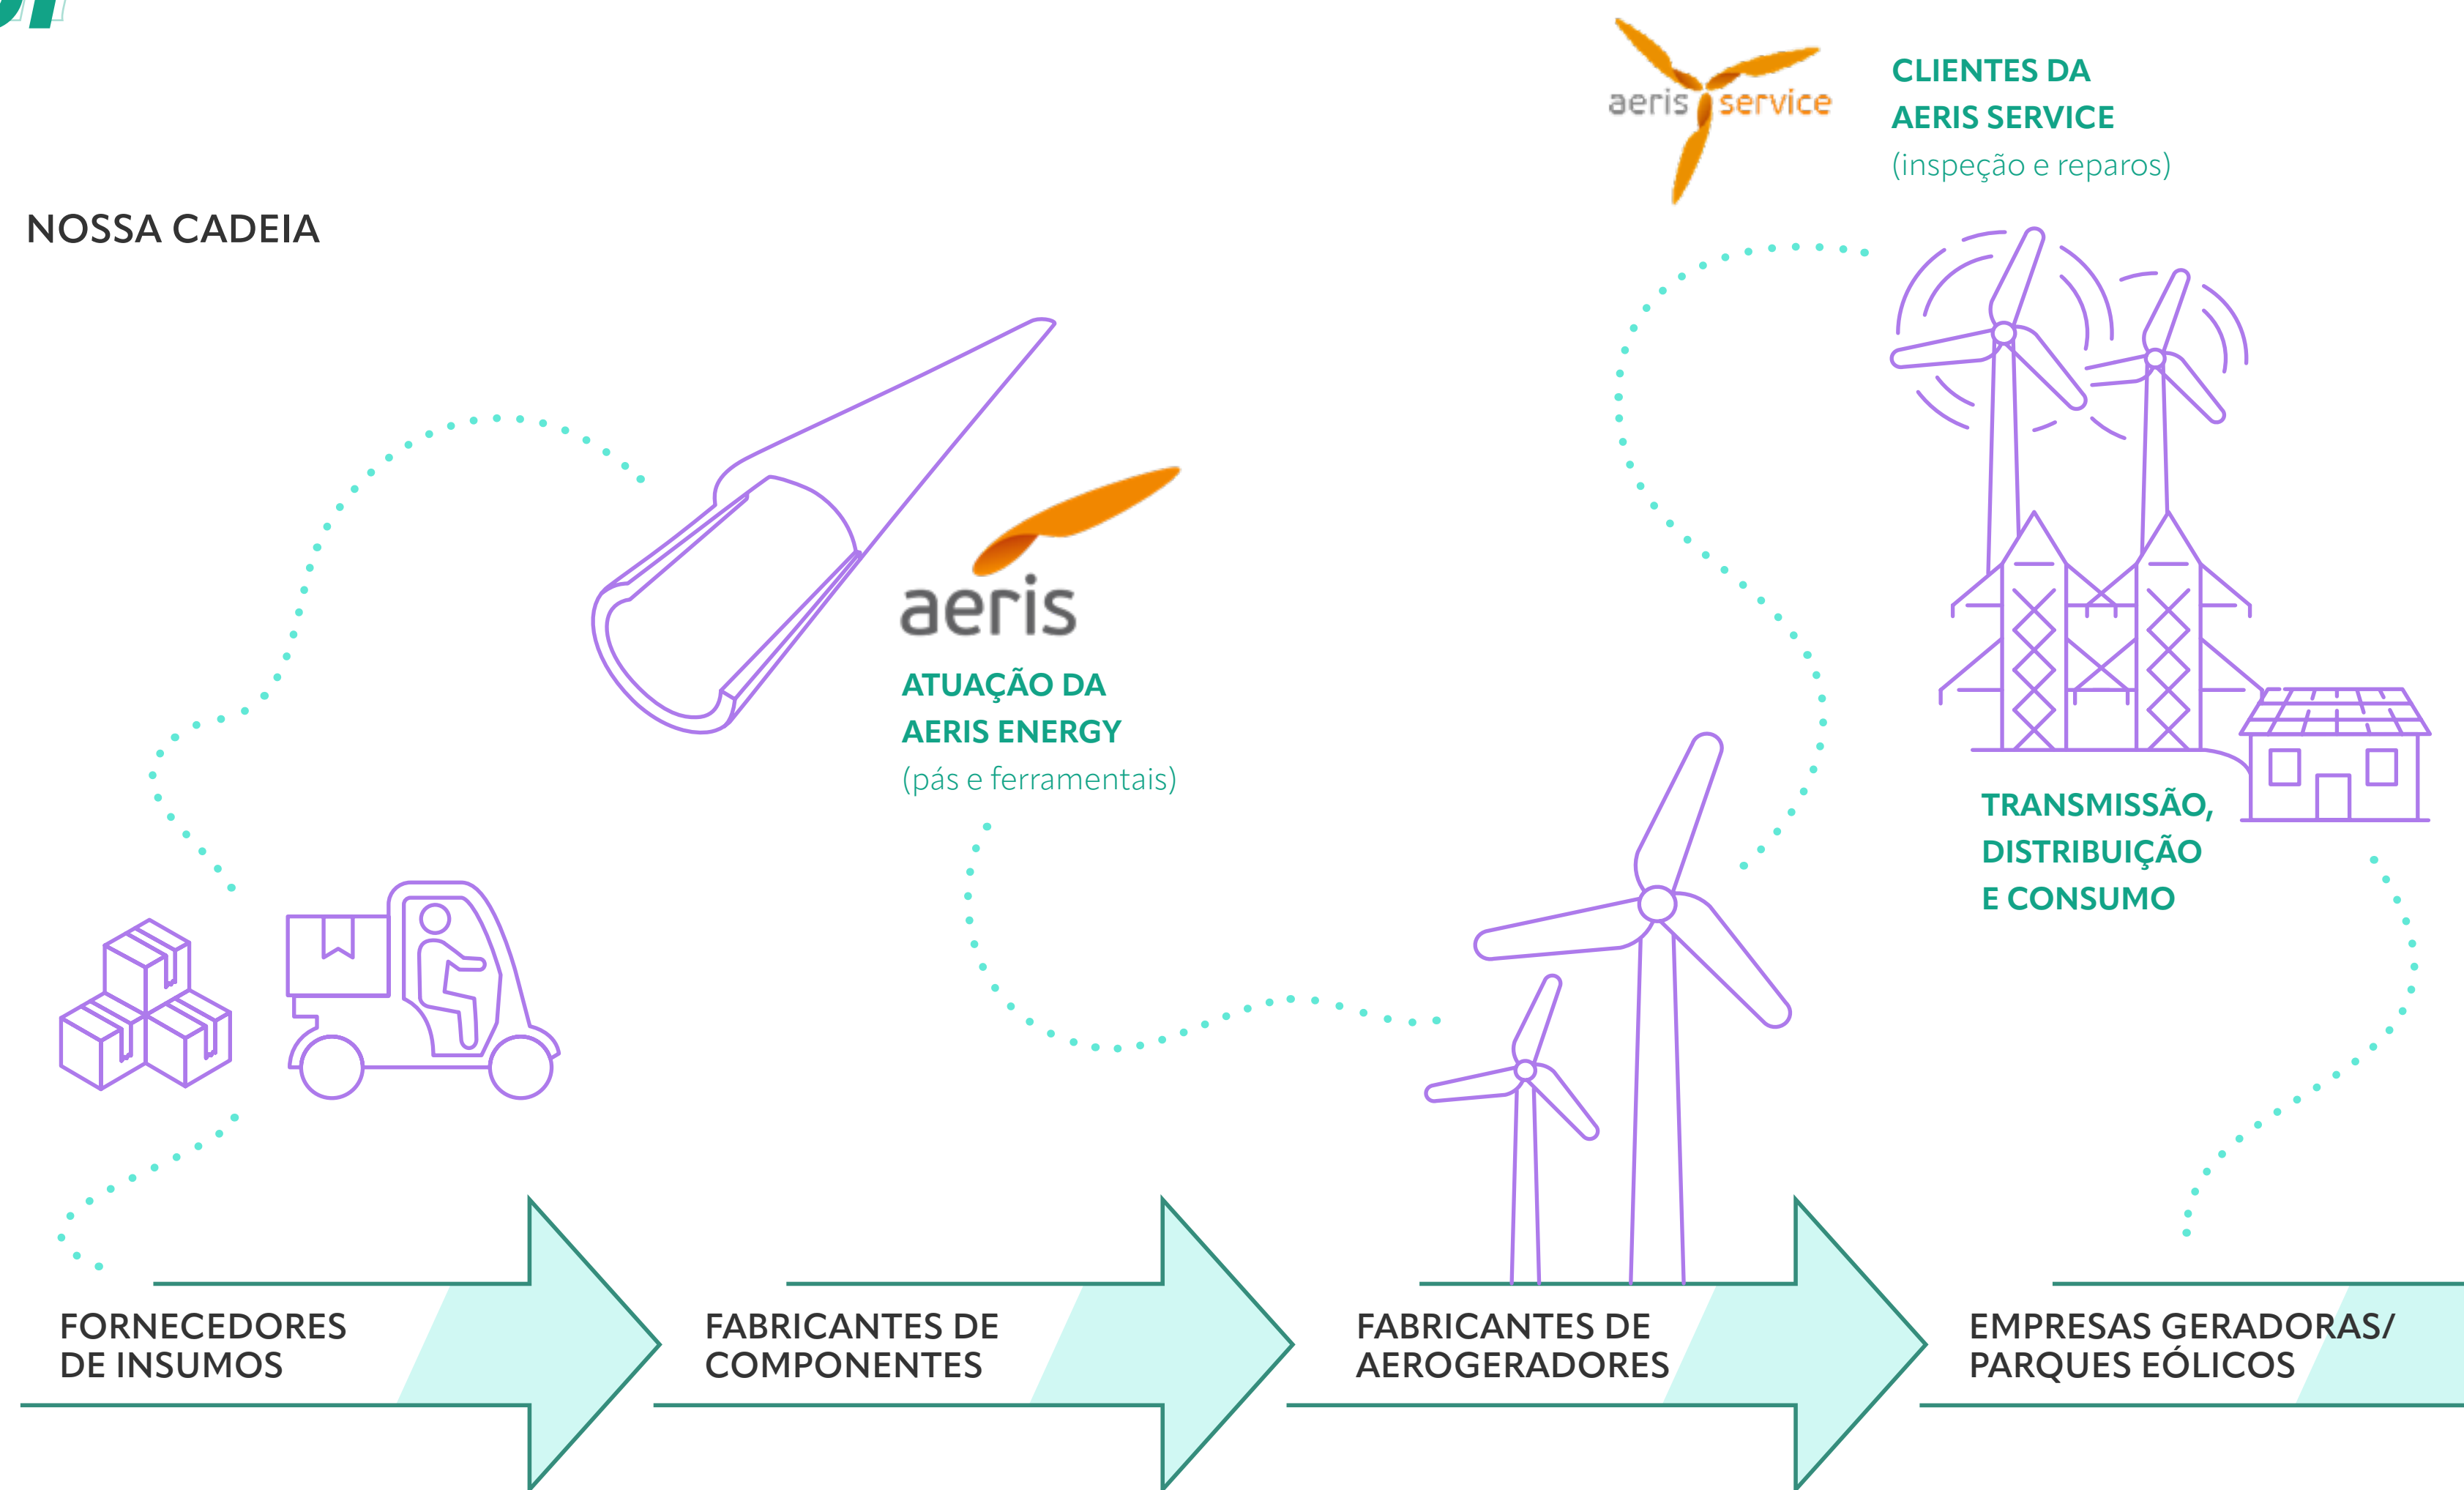 NOSSA CADEIA
aeris service
CLIENTES DA
AERIS SERVICE
(inspeção e reparos)
aeris
ATUAÇÃO DA
AERIS ENERGY
(pás e ferramentais)
TRANSMISSÃO,
DISTRIBUIÇÃO
E CONSUMO
FORNECEDORES
DE INSUMOS
FABRICANTES DE
COMPONENTES
FABRICANTES DE
AEROGERADORES
EMPRESAS GERADORAS/
PARQUES EÓLICOS